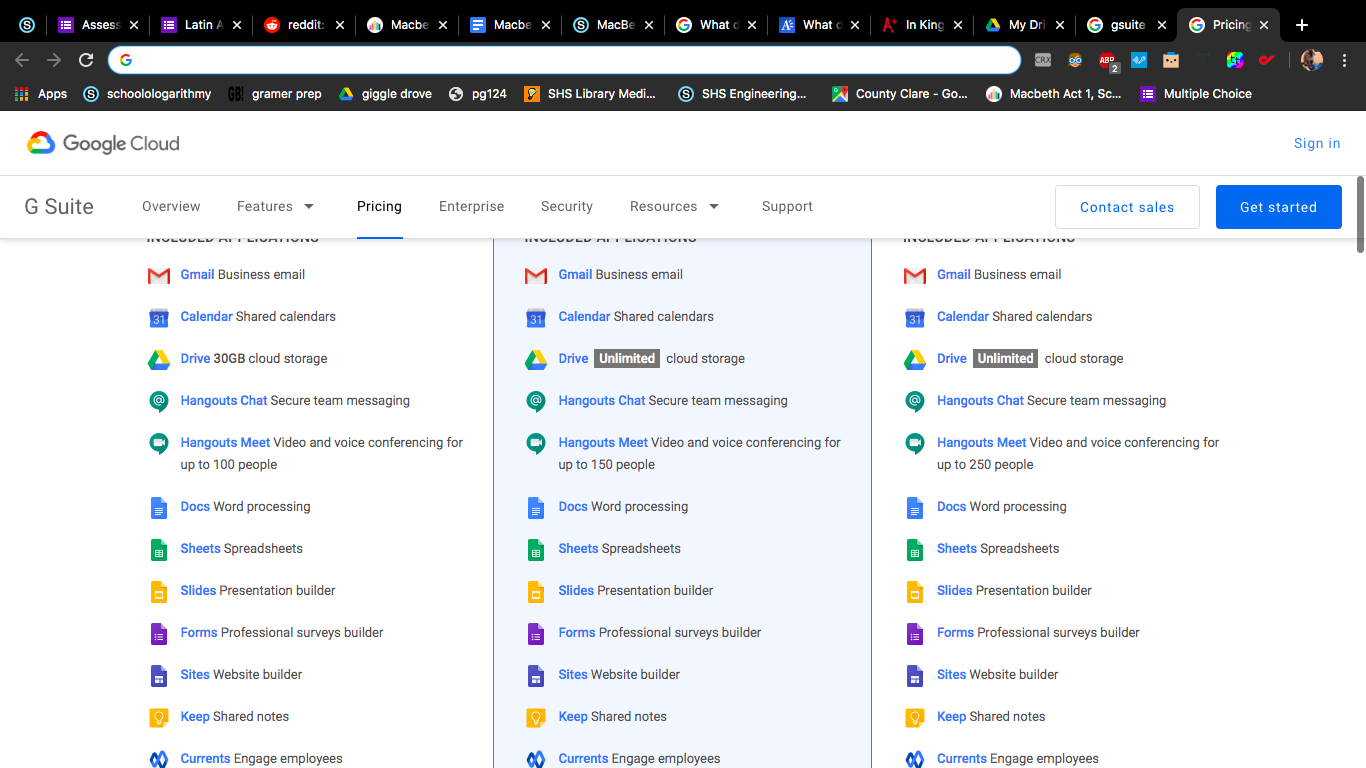 Assess
Latin A
reddit:
Macbe
Macbe
MacBe
What d
What d
In King
My Dri
gsuite
Pricing
CRX
ABP
2
Apps
schoolologarithmy
GB!
gramer prep
giggle drove
pg124
SHS Library Medi...
SHS Engineering...
County Clare - Go...
Macbeth Act 1, Sc...
Multiple Choice
Google Cloud
Sign in
G Suite
Overview
Features
Pricing
Enterprise
Security
Resources
Support
Contact sales
Get started
INCLUDED APPLICATIONS
Gmail Business email
31 Calendar Shared calendars
Drive 30GB cloud storage
Hangouts Chat Secure team messaging
Hangouts Meet Video and voice conferencing for
up to 100 people
Docs Word processing
Sheets Spreadsheets
Slides Presentation builder
Forms Professional surveys builder
Sites Website builder
Keep Shared notes
Currents Engage employees
INCLUDED APPLICATIONS
Gmail Business email
31 Calendar Shared calendars
Drive Unlimited cloud storage
Hangouts Chat Secure team messaging
Hangouts Meet Video and voice conferencing for
up to 150 people
Docs Word processing
Sheets Spreadsheets
Slides Presentation builder
Forms Professional surveys builder
Sites Website builder
Keep Shared notes
Currents Engage employees
INCLUDED APPLICATIONS
Gmail Business email
31 Calendar Shared calendars
Drive Unlimited cloud storage
Hangouts Chat Secure team messaging
Hangouts Meet Video and voice conferencing for
up to 250 people
Docs Word processing
Sheets Spreadsheets
Slides Presentation builder
Forms Professional surveys builder
Sites Website builder
Keep Shared notes
Currents Engage employees